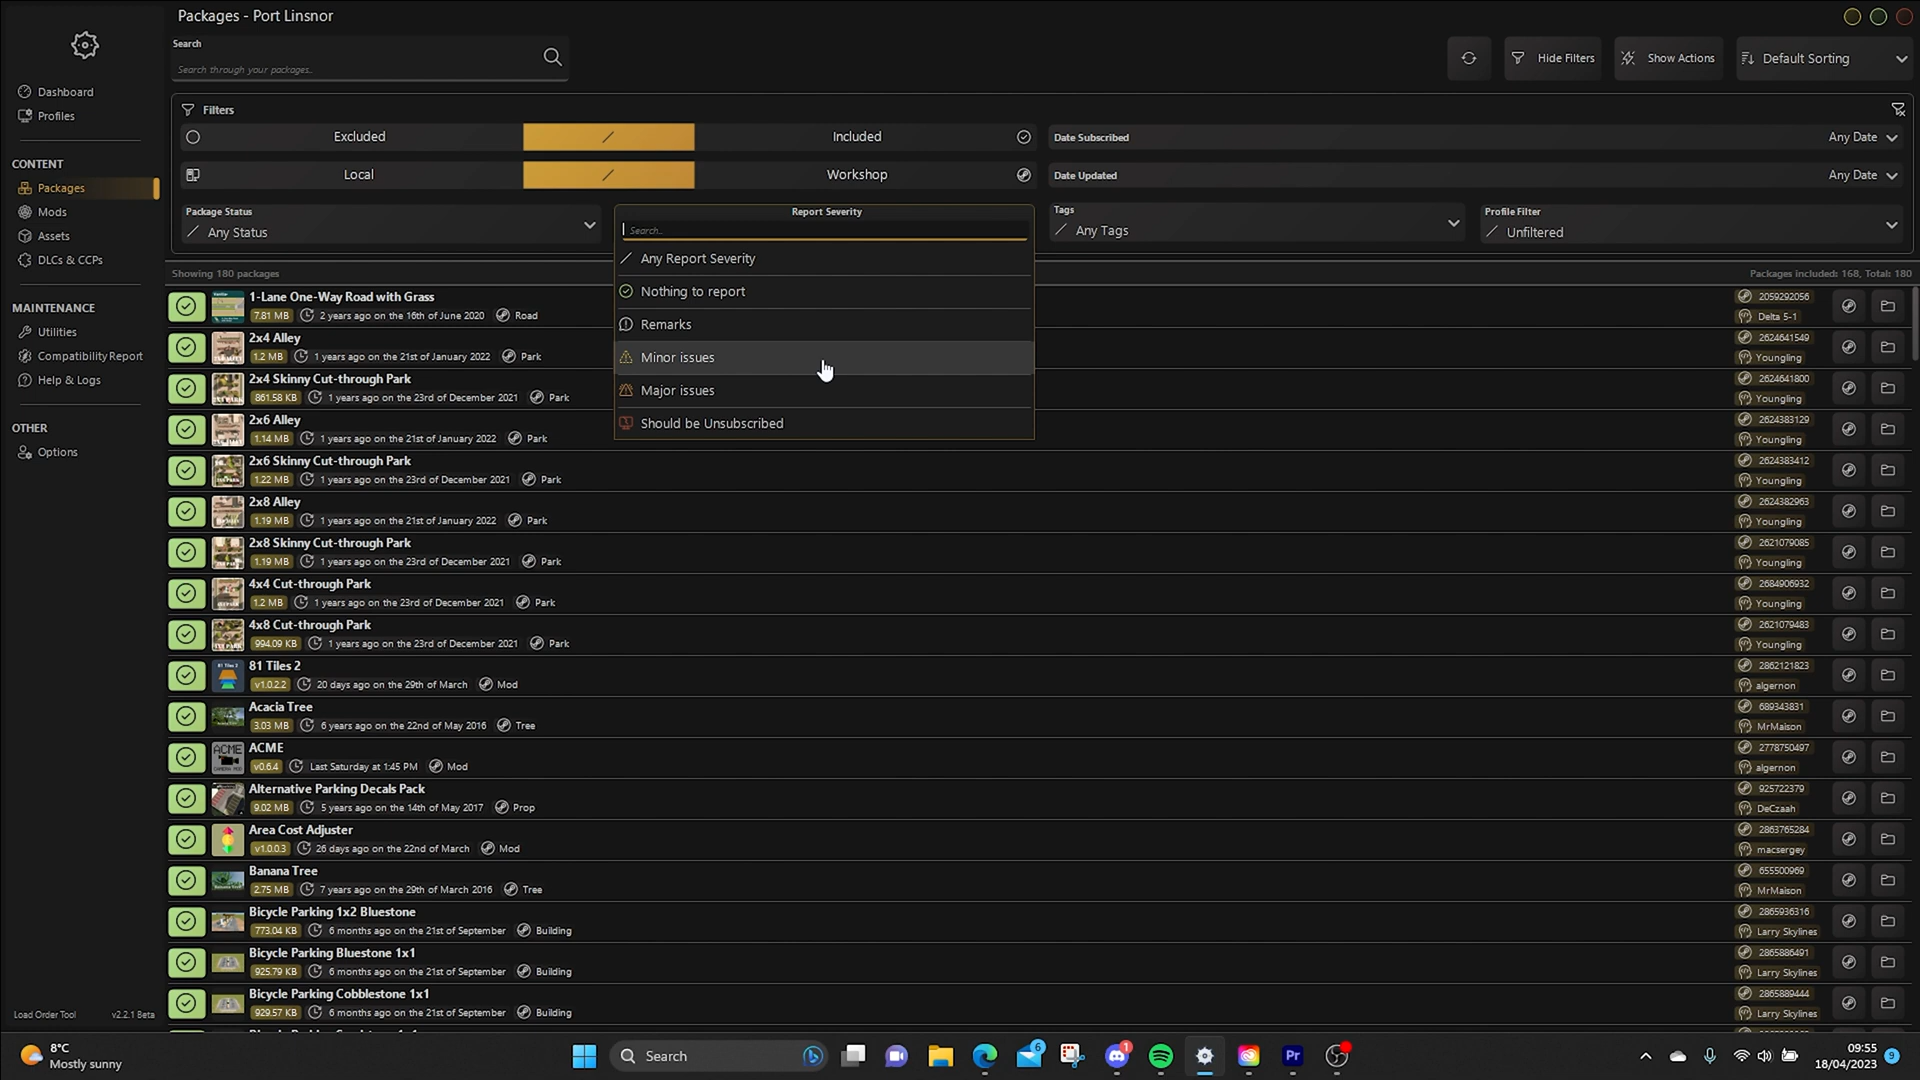 Packages - Port Linsnor
Search
Search through your packages..
Hide Filters
Show Actions
Default Sorting
Dashboard
Profiles
CONTENT
Packages
Mods
Assets
DLCs & CCPs
MAINTENANCE
Utilities
Compatibility Report
Help & Logs
OTHER
Options
Load Order Tool v2.2.1 Beta
Filters
Excluded Included
Date Subscribed Any Date
Local Workshop
Date Updated Any Date
Package Status
Any Status
Report Severity
Search..
Any Report Severity
Nothing to report
Remarks
Minor issues
Major issues
Should be Unsubscribed
Tags
Any Tags
Profile Filter
Unfiltered
Showing 180 packages
Packages included: 168, Total: 180
1-Lane One-Way Road with Grass
7.81 MB 2 years ago on the 16th of June 2020 Road
2059292056
Delta 5-1
2x4 Alley
1.2 MB 1 years ago on the 21st of January 2022 Park
2624641549
Youngling
2x4 Skinny Cut-through Park
861.58 KB 1 years ago on the 23rd of December 2021 Park
2624641800
Youngling
2x6 Alley
1.14 MB 1 years ago on the 21st of January 2022 Park
2624383129
Youngling
2x6 Skinny Cut-through Park
1.22 MB 1 years ago on the 23rd of December 2021 Park
2624383412
Youngling
2x8 Alley
1.19 MB 1 years ago on the 21st of January 2022 Park
2624382963
Youngling
2x8 Skinny Cut-through Park
1.19 MB 1 years ago on the 23rd of December 2021 Park
2621079085
Youngling
4x4 Cut-through Park
1.2 MB 1 years ago on the 23rd of December 2021 Park
2684906932
Youngling
4x8 Cut-through Park
994.09 KB 1 years ago on the 23rd of December 2021 Park
2621079483
Youngling
81 Tiles 2
v1.0.2.2 20 days ago on the 29th of March Mod
2862121823
algernon
Acacia Tree
3.03 MB 6 years ago on the 22nd of May 2016 Tree
689343831
MrMaison
ACME
v0.6.4 Last Saturday at 1:45 PM Mod
2778750497
algernon
Alternative Parking Decals Pack
9.02 MB 5 years ago on the 14th of May 2017 Prop
925722379
DeCzaah
Area Cost Adjuster
v1.0.0.3 26 days ago on the 22nd of March Mod
2863765284
macsergey
Banana Tree
2.75 MB 7 years ago on the 29th of March 2016 Tree
655500969
MrMaison
Bicycle Parking 1x2 Bluestone
773.04 KB 6 months ago on the 21st of September Building
2865936316
Larry Skylines
Bicycle Parking Bluestone 1x1
925.79 KB 6 months ago on the 21st of September Building
2865886491
Larry Skylines
Bicycle Parking Cobblestone 1x1
929.57 KB 6 months ago on the 21st of September Building
2865889444
Larry Skylines
8°C
Mostly sunny
Search
6
1
Pr
09:55
18/04/2023
9